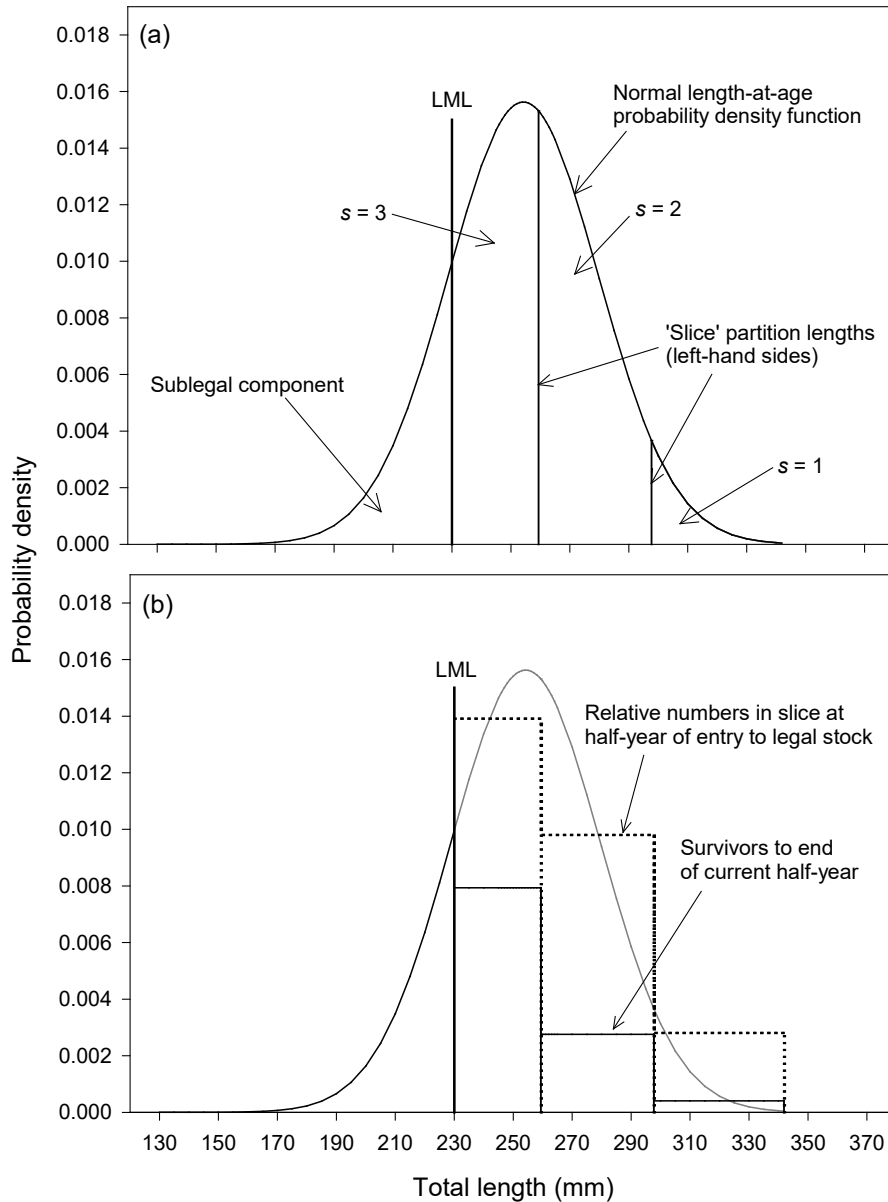 (a)
0.018
0.016
0.014
0.012
0.010
0.008
0.006
0.004
0.002
0.000
LML
Normal length-at-age
probability density function
s = 3
s = 2
'Slice' partition lengths
(left-hand sides)
Sublegal component
s = 1
Probability density
(b)
0.018
0.016
0.014
0.012
0.010
0.008
0.006
0.004
0.002
0.000
LML
Relative numbers in slice at
half-year of entry to legal stock
Survivors to end
of current half-year
130 150 170 190 210 230 250 270 290 310 330 350 370
Total length (mm)